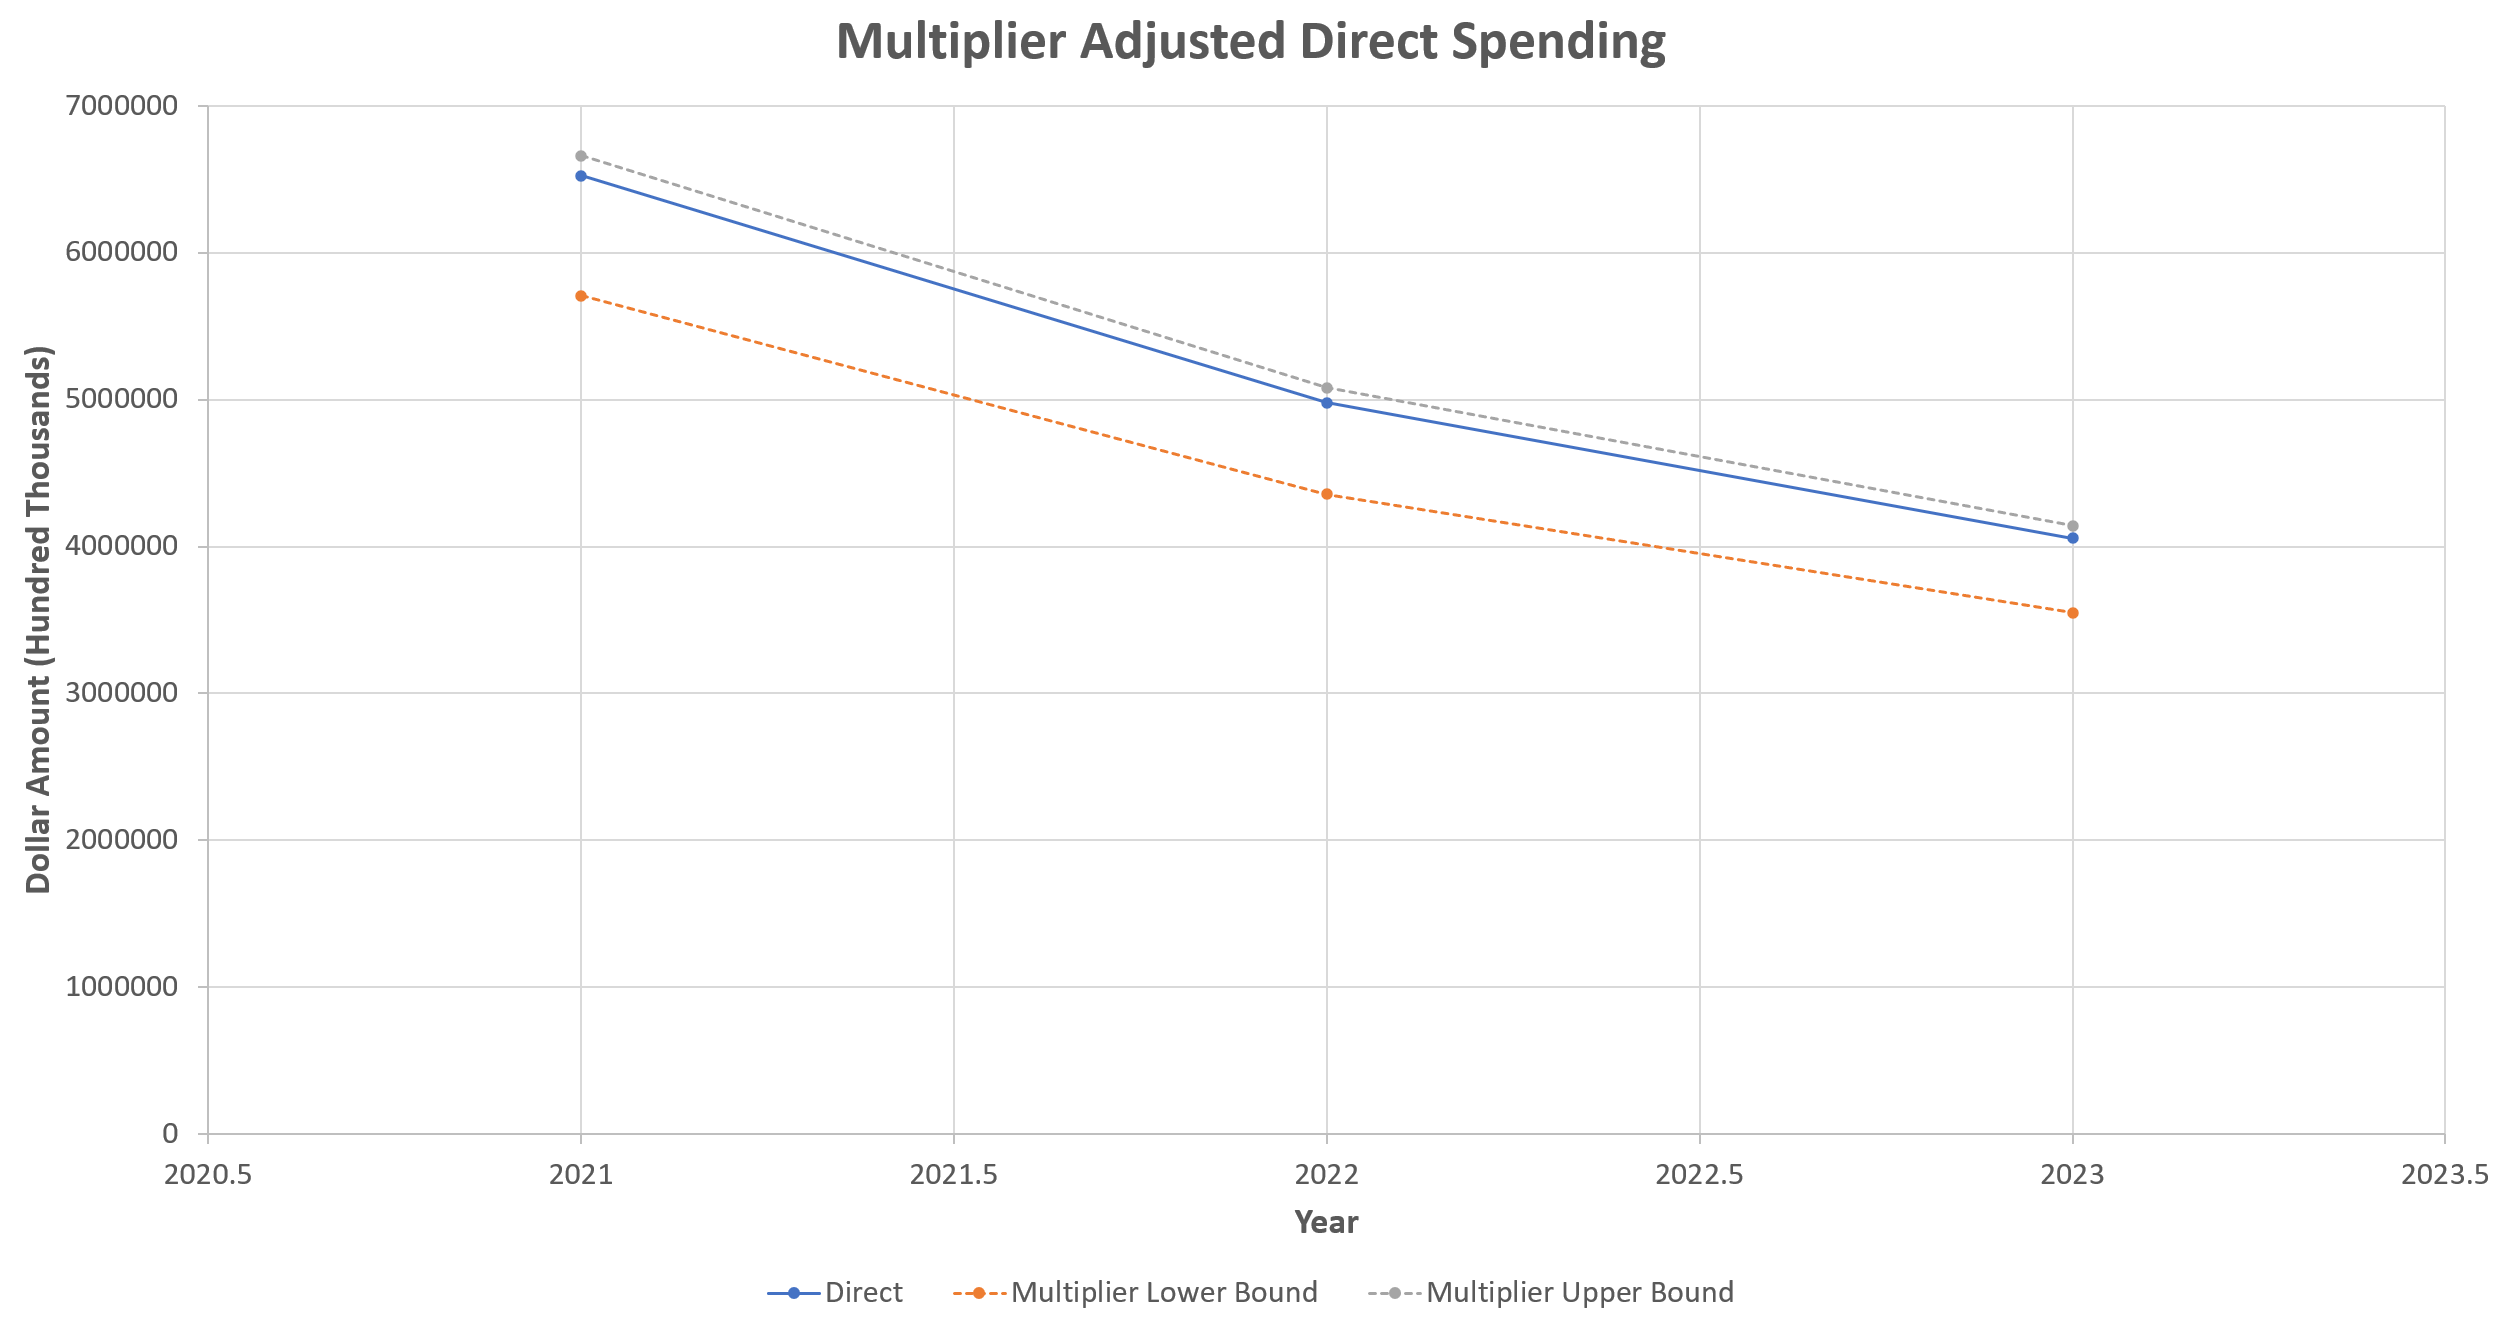 Multiplier Adjusted Direct Spending
7000000
6000000
5000000
4000000
3000000
2000000
1000000
0
Dollar Amount (Hundred Thousands)
2020.5 2021 2021.5 2022 2022.5 2023 2023.5
Year
Direct Multiplier Lower Bound Multiplier Upper Bound